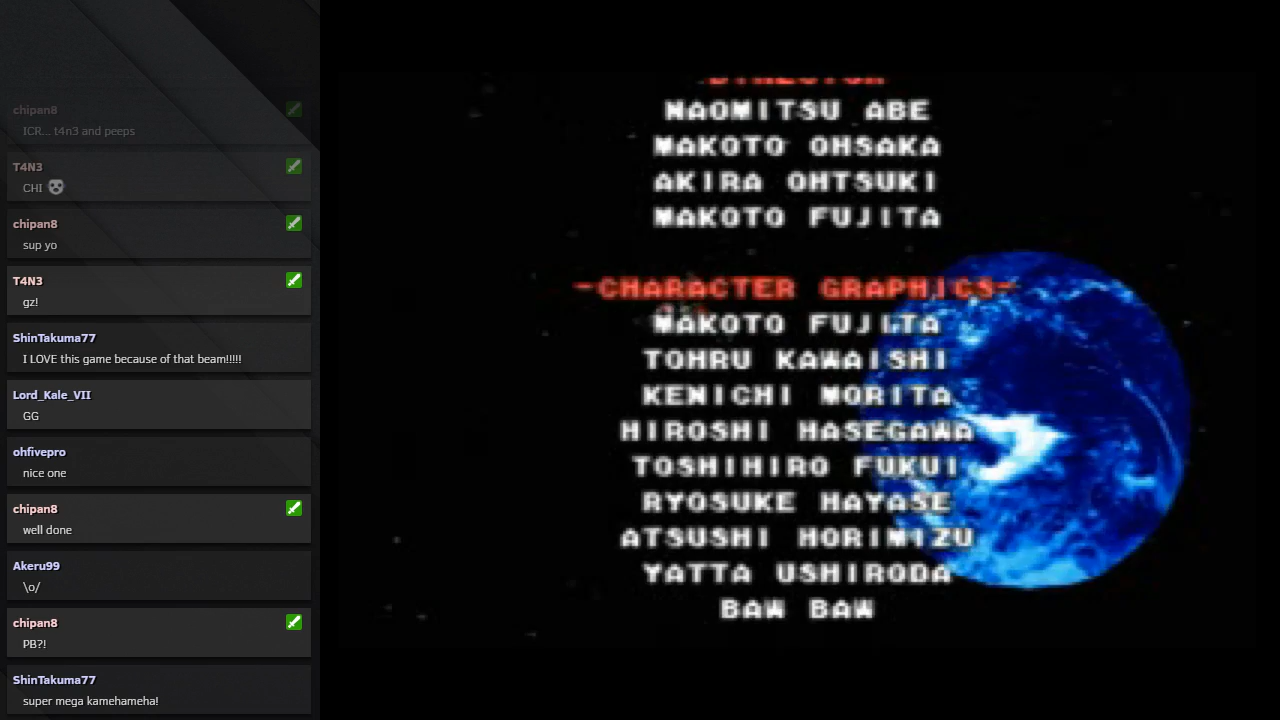 chipan8
ICR... t4n3 and peeps
T4N3
CHI
chipan8
sup yo
T4N3
gz!
ShinTakuma77
I LOVE this game because of that beam!!!!!
Lord_Kale_VII
GG
ohfivepro
nice one
chipan8
well done
Akeru99
\o/
chipan8
PB?!
ShinTakuma77
super mega kamehameha!
DIRECTOR
NAOMITSU ABE
MAKOTO OHSAKA
AKIRA OHTSUKI
MAKOTO FUJITA
-CHARACTER GRAPHICS-
MAKOTO FUJITA
TOHRU KAWAISHI
KENICHI MORITA
HIROSHI HASEGAWA
TOSHIHIRO FUKUI
RYOSUKE HAYASE
ATSUSHI HORIMIZU
YATTA USHIRODA
BAW BAW